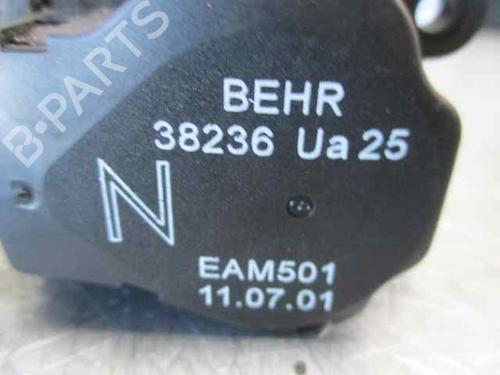 BEHR
38236 Ua 25
N
EAM501
11.07.01
B-PARTS